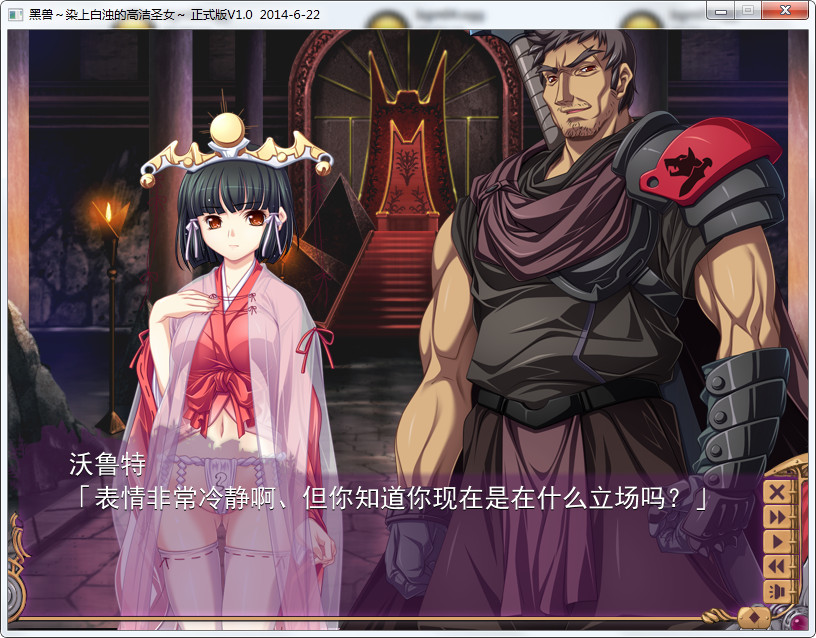 黑兽～染上白浊的高洁圣女～ 正式版V1.0 2014-6-22
沃鲁特
「表情非常冷静啊、但你知道你现在是在什么立场吗？」